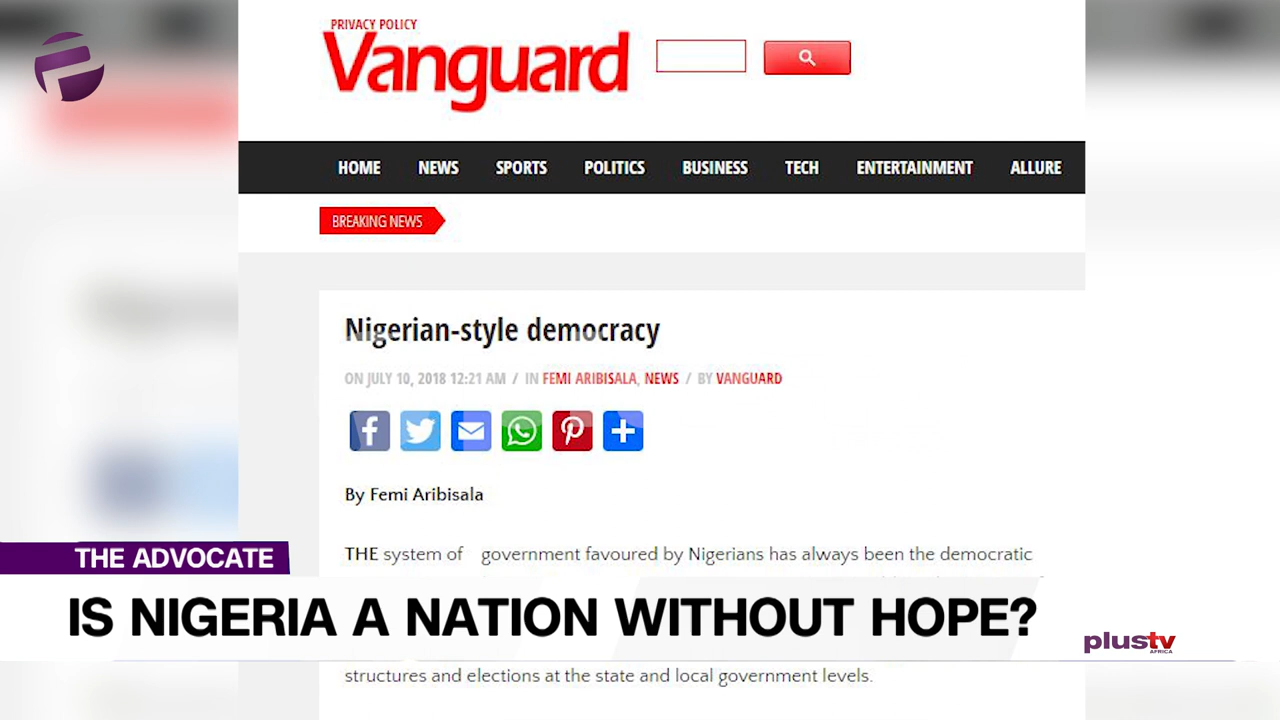 PRIVACY POLICY
Vanguard
HOME NEWS SPORTS POLITICS BUSINESS TECH ENTERTAINMENT ALLURE
BREAKING NEWS
Nigerian-style democracy
ON JULY 10, 2018 12:21 AM / IN FEMI ARIBISALA, NEWS / BY VANGUARD
By Femi Aribisala
THE system of government favoured by Nigerians has always been the democratic
THE ADVOCATE
IS NIGERIA A NATION WITHOUT HOPE?
plustv
AFRICA
structures and elections at the state and local government levels.